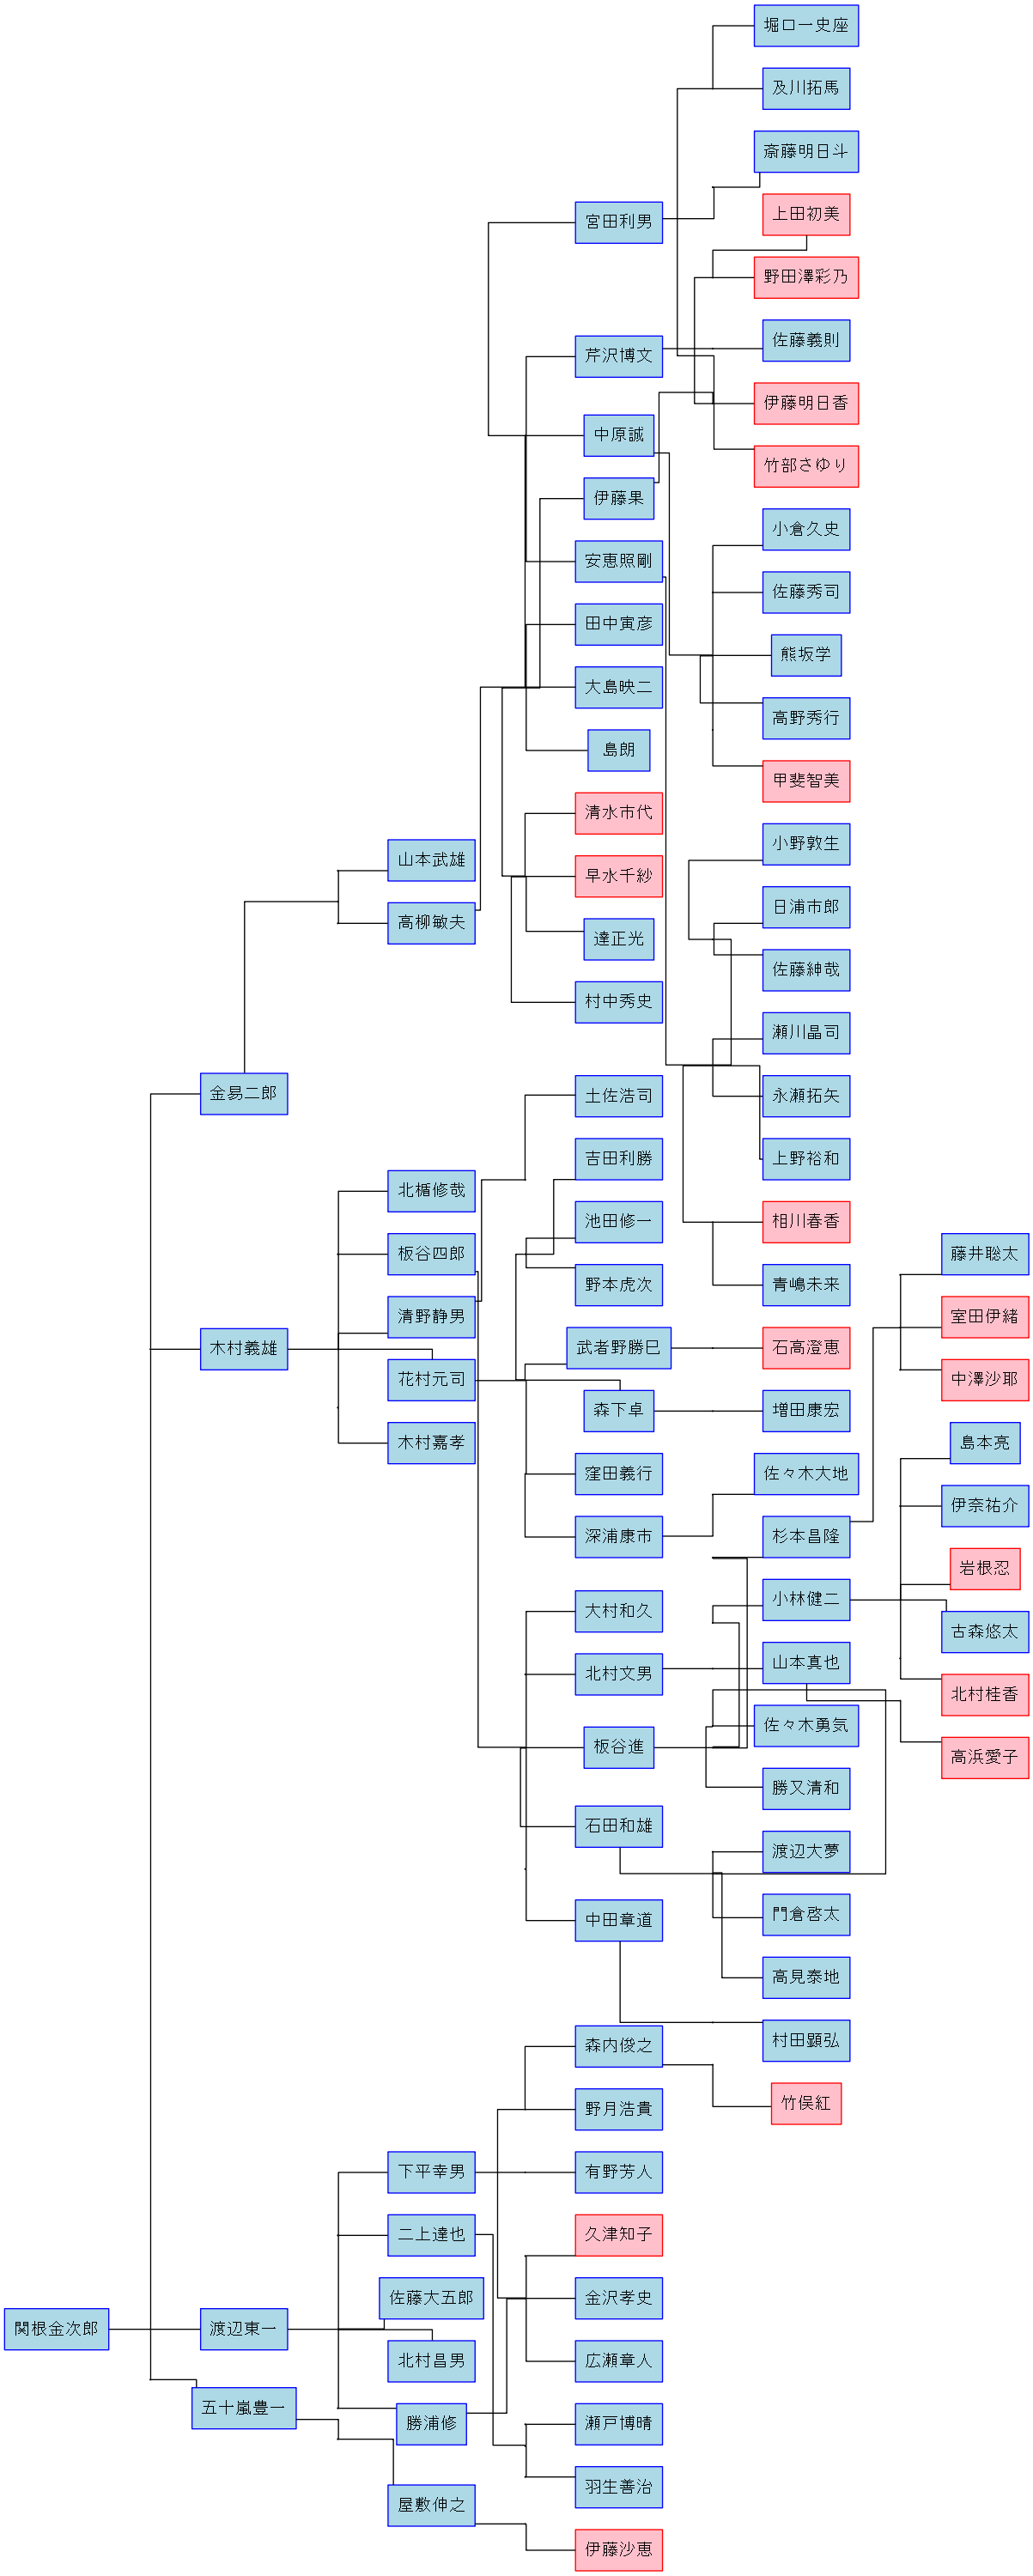 堀口一史座
及川拓馬
斎藤明日斗
上田初美
宮田利男
野田澤彩乃
佐藤義則
芹沢博文
伊藤明日香
中原誠
竹部さゆり
伊藤果
小倉久史
安恵照剛
佐藤秀司
田中寅彦
熊坂学
大島映二
高野秀行
島朗
甲斐智美
清水市代
小野敦生
山本武雄
早水千紗
日浦市郎
高柳敏夫
達正光
佐藤紳哉
村中秀史
瀬川晶司
金易二郎
土佐浩司
永瀬拓矢
吉田利勝
上野裕和
北楯修哉
池田修一
相川春香
板谷四郎
藤井聡太
野本虎次
青嶋未来
清野静男
室田伊緒
木村義雄
武者野勝巳
石高澄恵
花村元司
中澤沙耶
森下卓
増田康宏
木村嘉孝
島本亮
窪田義行
佐々木大地
伊奈祐介
深浦康市
杉本昌隆
岩根忍
小林健二
大村和久
古森悠太
北村文男
山本真也
北村桂香
佐々木勇気
板谷進
高浜愛子
勝又清和
石田和雄
渡辺大夢
中田章道
門倉啓太
高見泰地
森内俊之
村田顕弘
野月浩貴
竹俣紅
下平幸男
有野芳人
二上達也
久津知子
佐藤大五郎
金沢孝史
関根金次郎
渡辺東一
北村昌男
広瀬章人
五十嵐豊一
勝浦修
瀬戸博晴
羽生善治
屋敷伸之
伊藤沙恵